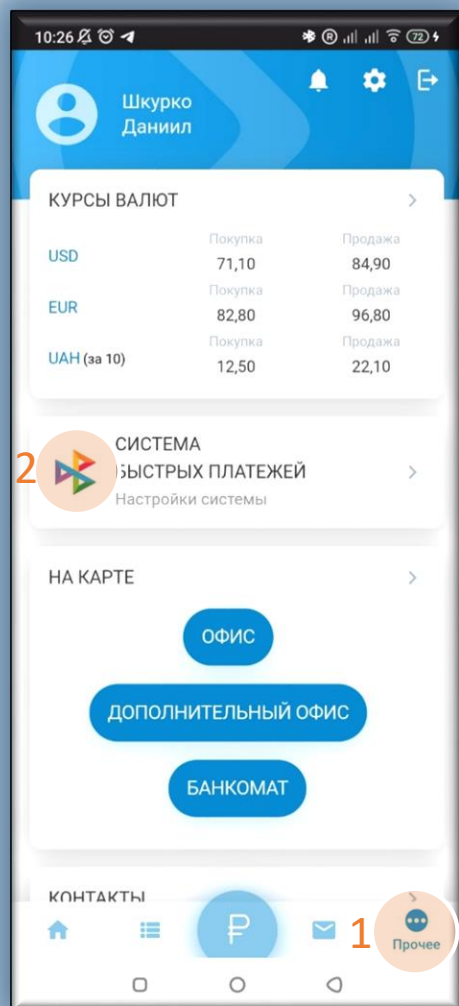 10:26
R
72
Шкурко
Даниил
КУРСЫ ВАЛЮТ
Покупка Продажа
USD 71,10 84,90
Покупка Продажа
EUR 82,80 96,80
Покупка Продажа
UAH (за 10) 12,50 22,10
2
СИСТЕМА
БЫСТРЫХ ПЛАТЕЖЕЙ
Настройки системы
НА КАРТЕ
ОФИС
ДОПОЛНИТЕЛЬНЫЙ ОФИС
БАНКОМАТ
КОНТАКТЫ
₽
1
Прочее